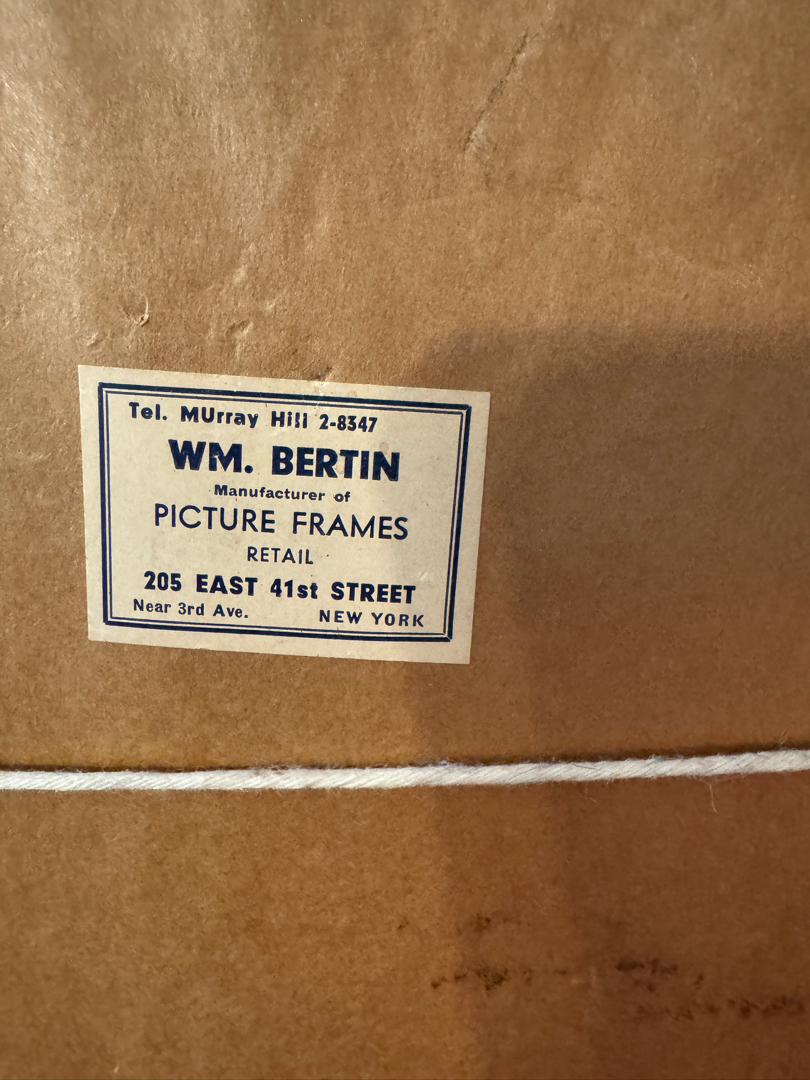 Tel. MUrray Hill 2-8347
WM. BERTIN
Manufacturer of
PICTURE FRAMES
RETAIL
205 EAST 41st STREET
Near 3rd Ave. NEW YORK